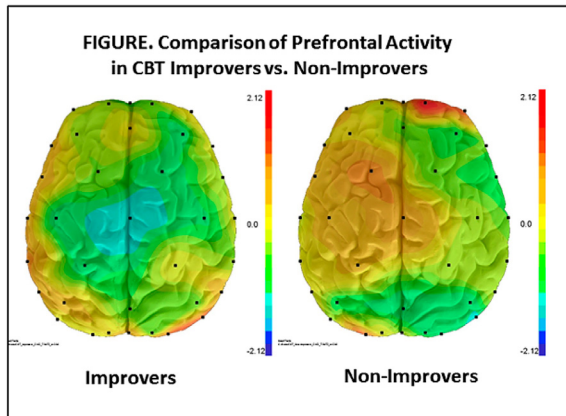 FIGURE. Comparison of Prefrontal Activity
in CBT Improvers vs. Non-Improvers
2.12
0.0
-2.12
2.12
0.0
-2.12
Improvers
Non-Improvers